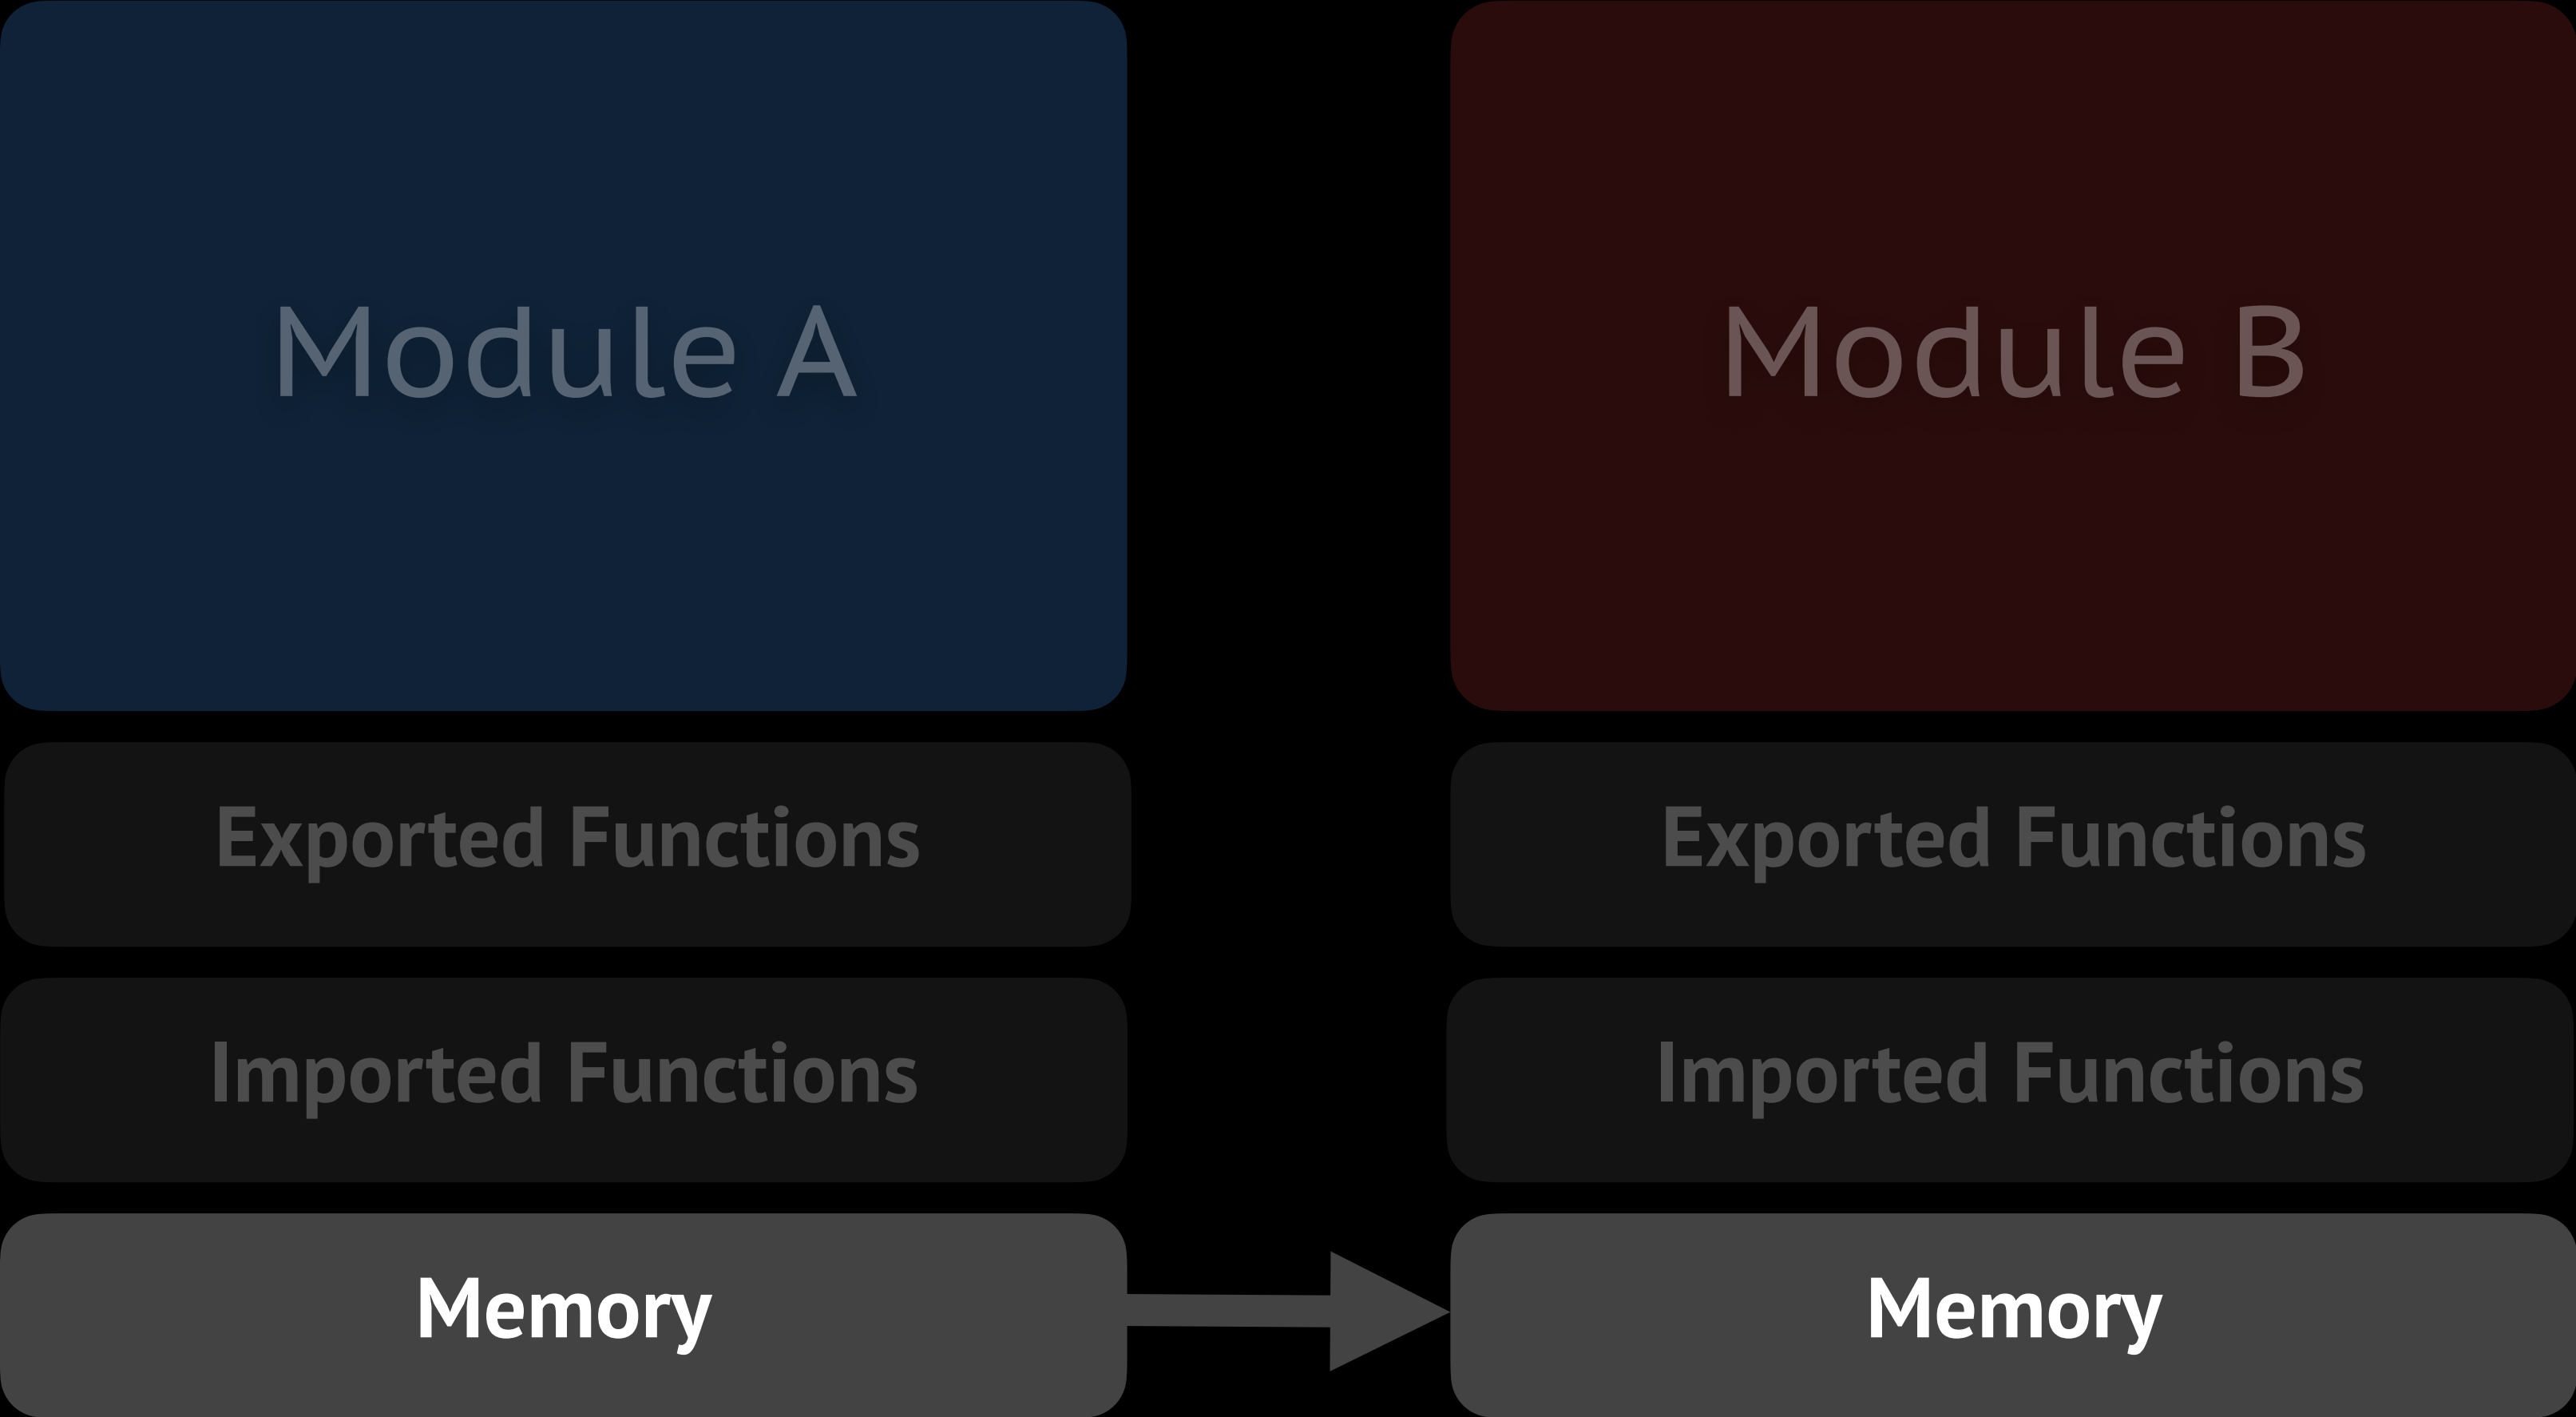 Module A
Exported Functions
Imported Functions
Memory
Module B
Exported Functions
Imported Functions
Memory